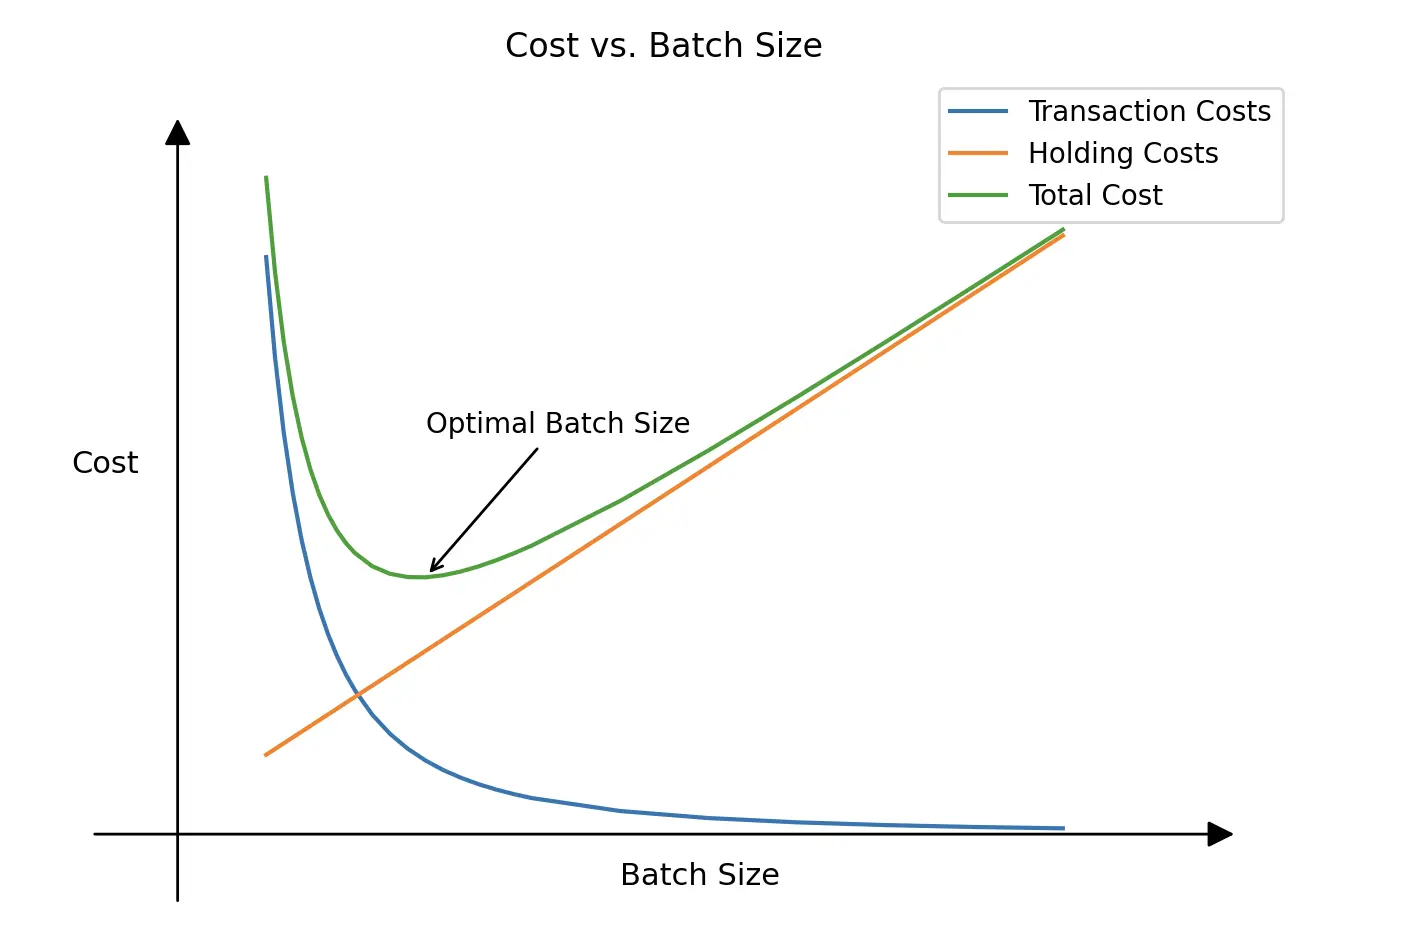 Cost vs. Batch Size
Transaction Costs
Holding Costs
Total Cost
Optimal Batch Size
Cost
Batch Size